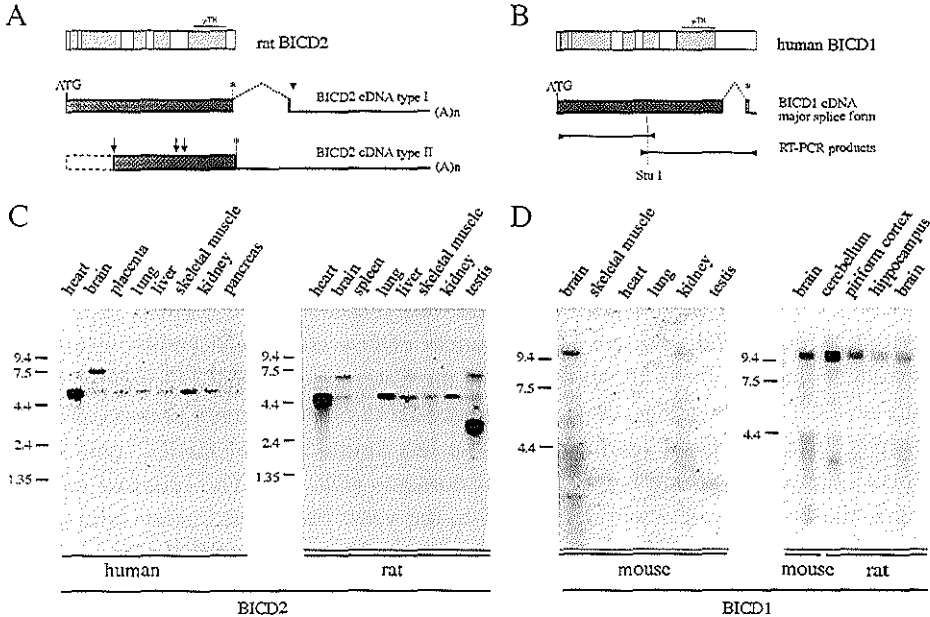 A
YTH
rat BICD2
ATG
*
BICD2 cDNA type I
(A)n
BICD2 cDNA type II
(A)n
B
YTH
human BICD1
ATG
*
BICD1 cDNA
major splice form
RT-PCR products
Stu I
C
heart
brain
placenta
lung
liver
skeletal muscle
kidney
pancreas
9.4
7.5
4.4
2.4
1.35
human
heart
brain
spleen
lung
liver
skeletal muscle
kidney
testis
9.4
7.5
4.4
2.4
1.35
rat
BICD2
D
brain
skeletal muscle
heart
lung
kidney
testis
9.4
7.5
4.4
mouse
brain
cerebellum
piriform cortex
hippocampus
brain
9.4
7.5
4.4
mouse
rat
BICD1